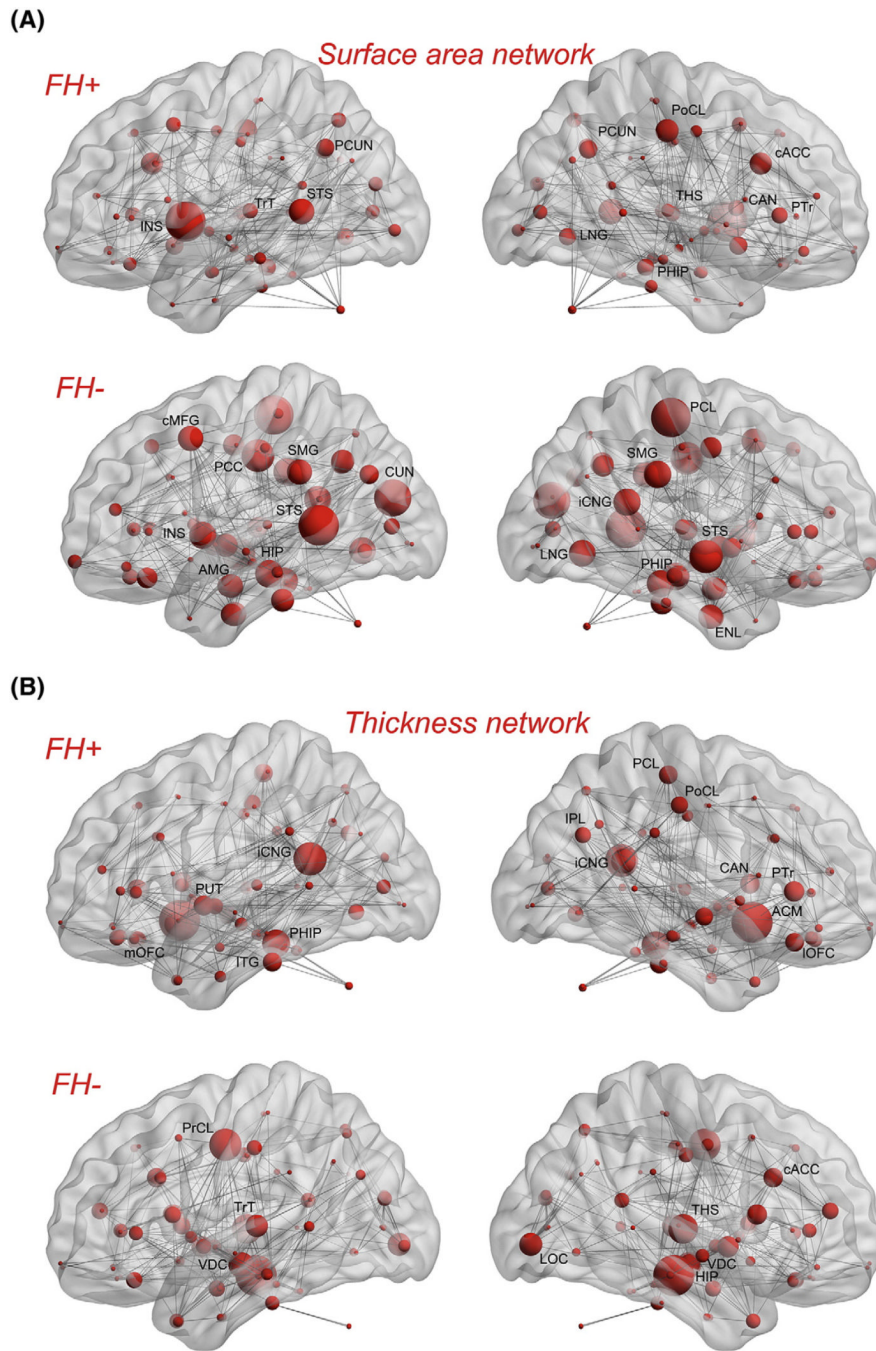 (A)
Surface area network
FH+
PCUN
STS
TrT
INS
PoCL
PCUN
cACC
THS
CAN
PTr
LNG
PHIP
FH-
cMFG
PCC
SMG
CUN
STS
INS
HIP
AMG
PCL
SMG
iCNG
STS
LNG
PHIP
ENL
(B)
Thickness network
FH+
iCNG
PUT
PHIP
mOFC
ITG
PCL
PoCL
IPL
iCNG
CAN
PTr
ACM
lOFC
FH-
PrCL
TrT
VDC
cACC
THS
LOC
VDC
HIP